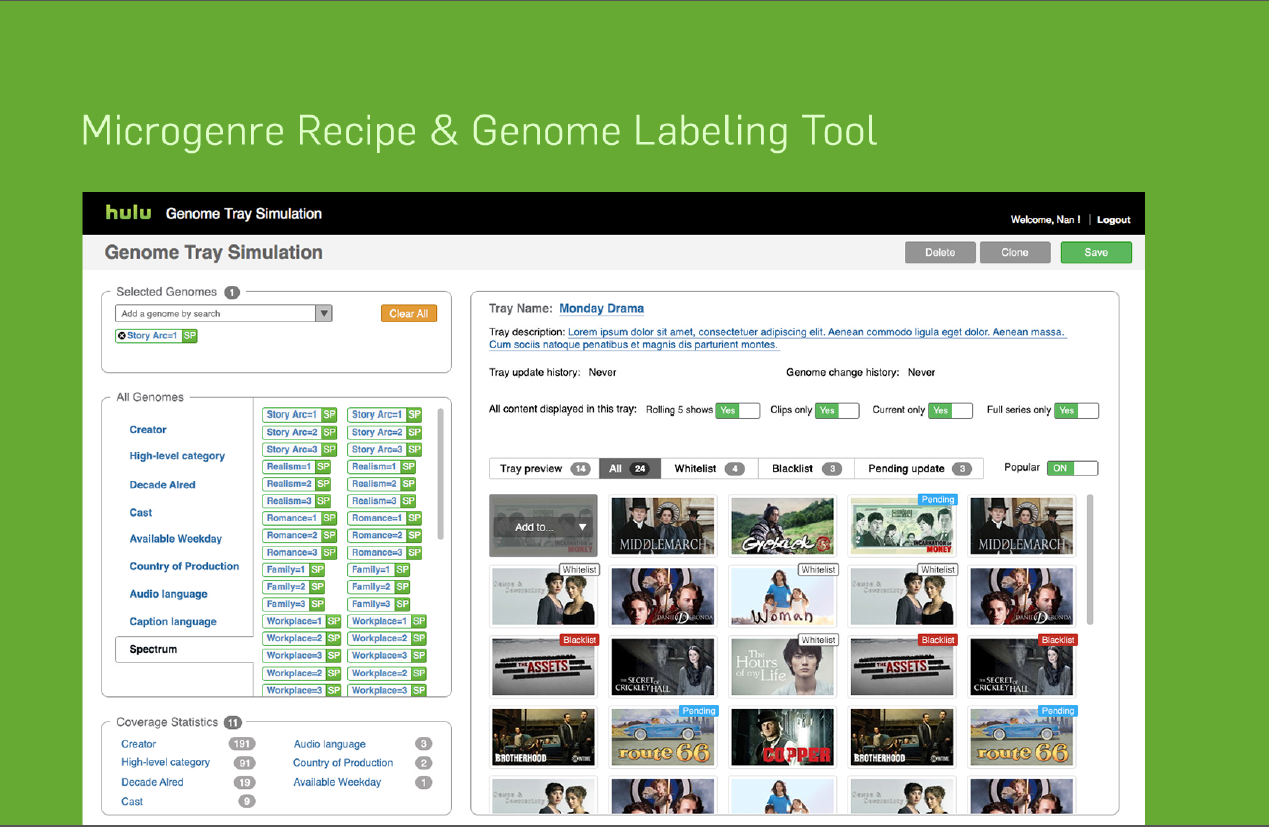 Microgenre Recipe & Genome Labeling Tool
hulu Genome Tray Simulation
Welcome, Nan ! | Logout
Genome Tray Simulation
Delete Clone Save
Selected Genomes 1
Add a genome by search Clear All
Story Arc=1 SP
All Genomes
Creator
High-level category
Decade AIred
Cast
Available Weekday
Country of Production
Audio language
Caption language
Spectrum
Story Arc=1 SP Story Arc=1 SP
Story Arc=2 SP Story Arc=2 SP
Story Arc=3 SP Story Arc=3 SP
Realism=1 SP Realism=1 SP
Realism=2 SP Realism=2 SP
Realism=3 SP Realism=3 SP
Romance=1 SP Romance=1 SP
Romance=2 SP Romance=2 SP
Romance=3 SP Romance=3 SP
Family=1 SP Family=1 SP
Family=2 SP Family=2 SP
Family=3 SP Family=3 SP
Workplace=1 SP Workplace=1 SP
Workplace=2 SP Workplace=2 SP
Workplace=3 SP Workplace=3 SP
Workplace=2 SP Workplace=2 SP
Workplace=3 SP Workplace=3 SP
Coverage Statistics 11
Creator 191 Audio language 3
High-level category 91 Country of Production 2
Decade AIred 19 Available Weekday 1
Cast 9
Tray Name: Monday Drama
Tray description: Lorem ipsum dolor sit amet, consectetuer adipiscing elit. Aenean commodo ligula eget dolor. Aenean massa.
Cum sociis natoque penatibus et magnis dis parturient montes.
Tray update history: Never Genome change history: Never
All content displayed in this tray: Rolling 5 shows Yes Clips only Yes Current only Yes Full series only Yes
Tray preview 14 All 24 Whitelist 4 Blacklist 3 Pending update 3 Popular ON
Pending
Add to...
MONEY
MIDDLEMARCH
INCARNATION OF
MONEY
MIDDLEMARCH
Whitelist Whitelist Whitelist
Sense &
Sensibility
DANIEL DERONDA
Woman
Sense &
Sensibility
DANIEL DERONDA
Blacklist Whitelist Blacklist Blacklist
THE ASSETS
THE SECRET OF
CRICKLEY HALL
The Hours
of my Life
THE ASSETS
THE SECRET OF
CRICKLEY HALL
Pending Pending
BROTHERHOOD SHOWTIME
route 66
COPPER
BROTHERHOOD SHOWTIME
route 66
Sense &
Sensibility
Sense &
Sensibility